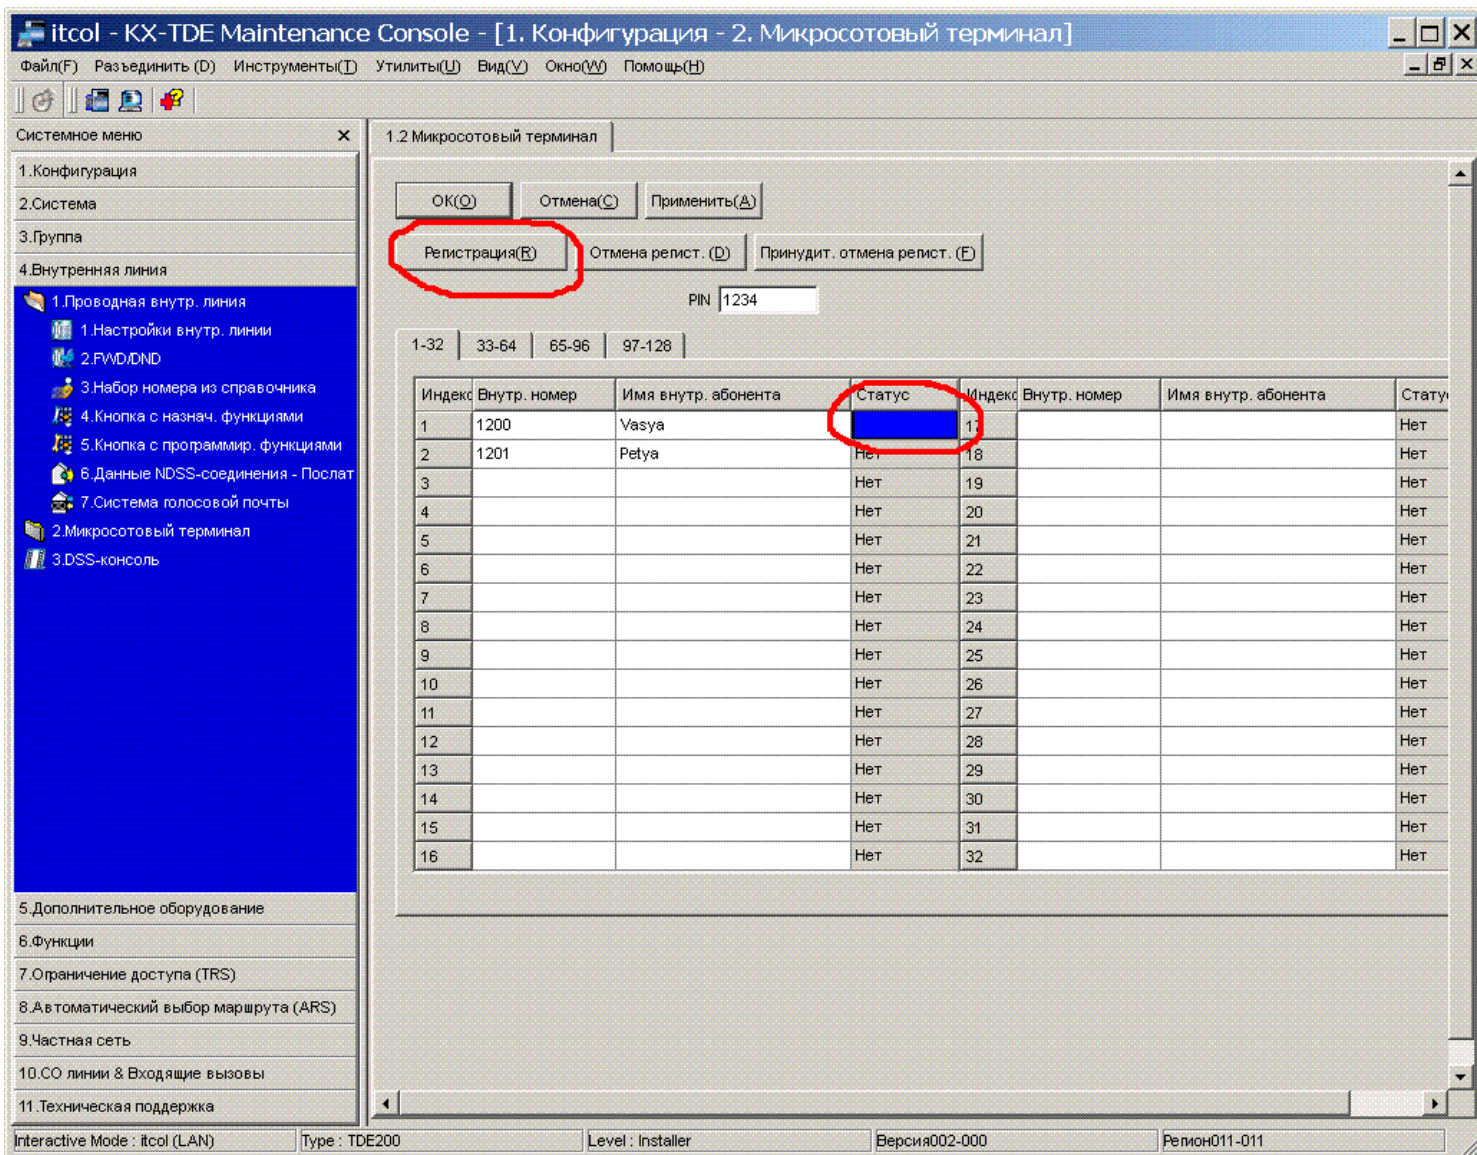 itcol - KX-TDE Maintenance Console - [1. Конфигурация - 2. Микросотовый терминал]
Файл(F) Разъединить (D) Инструменты(T) Утилиты(U) Вид(V) Окно(W) Помощь(H)
Системное меню
1.2 Микросотовый терминал
1.Конфигурация
2.Система
3.Группа
4.Внутренняя линия
1.Проводная внутр. линия
1.Настройки внутр. линии
2.FWD/DND
3.Набор номера из справочника
4.Кнопка с назнач. функциями
5.Кнопка с программир. функциями
6.Данные NDSS-соединения - Послат
7.Система голосовой почты
2.Микросотовый терминал
3.DSS-консоль
5.Дополнительное оборудование
6.Функции
7.Ограничение доступа (TRS)
8.Автоматический выбор маршрута (ARS)
9.Частная сеть
10.CO линии & Входящие вызовы
11.Техническая поддержка
OK(O) Отмена(C) Применить(A)
Регистрация(R) Отмена регист. (D) Принудит. отмена регист. (F)
PIN 1234
1-32 33-64 65-96 97-128
Индекс Внутр. номер Имя внутр. абонента Статус Индекс Внутр. номер Имя внутр. абонента Статус
1 1200 Vasya 17 Нет
2 1201 Petya Нет 18 Нет
3 Нет 19 Нет
4 Нет 20 Нет
5 Нет 21 Нет
6 Нет 22 Нет
7 Нет 23 Нет
8 Нет 24 Нет
9 Нет 25 Нет
10 Нет 26 Нет
11 Нет 27 Нет
12 Нет 28 Нет
13 Нет 29 Нет
14 Нет 30 Нет
15 Нет 31 Нет
16 Нет 32 Нет
Interactive Mode : itcol (LAN) Type : TDE200 Level : Installer Версия002-000 Регион011-011